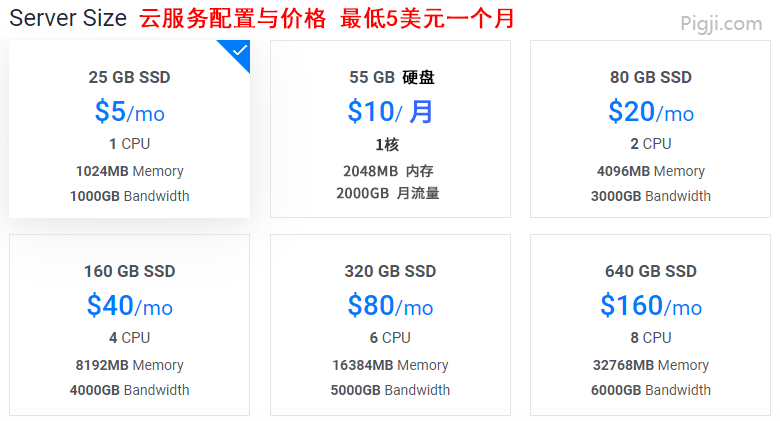 Server Size 云服务配置与价格 最低5美元一个月
Pigji.com
25 GB SSD
$5/mo
1 CPU
1024MB Memory
1000GB Bandwidth
55 GB 硬盘
$10/ 月
1核
2048MB 内存
2000GB 月流量
80 GB SSD
$20/mo
2 CPU
4096MB Memory
3000GB Bandwidth
160 GB SSD
$40/mo
4 CPU
8192MB Memory
4000GB Bandwidth
320 GB SSD
$80/mo
6 CPU
16384MB Memory
5000GB Bandwidth
640 GB SSD
$160/mo
8 CPU
32768MB Memory
6000GB Bandwidth